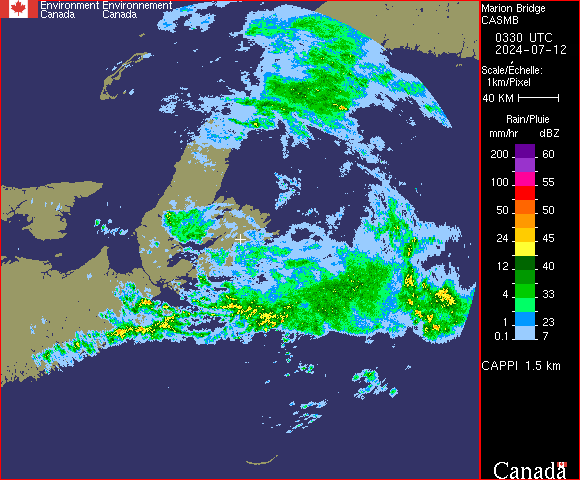 Environment Environnement
Canada Canada
Marion Bridge
CASMB
0330 UTC
2024-07-12
Scale/Echelle:
1km/Pixel
40 KM
Rain/Pluie
mm/hr dBZ
200 60
100 55
50 50
24 45
12 40
4 33
1 23
0.1 7
CAPPI 1.5 km
Canada